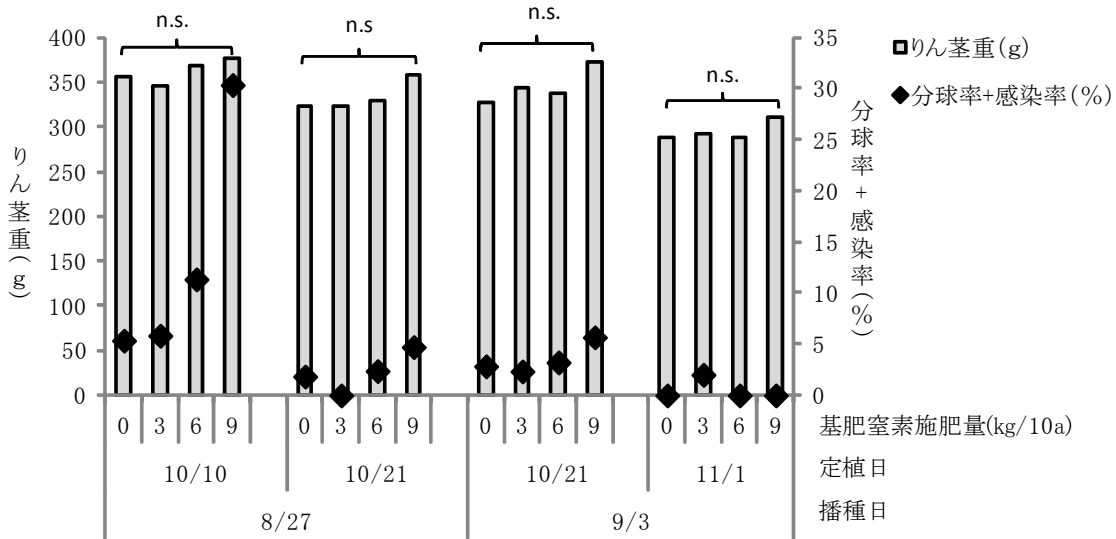 n.s.
n.s
n.s.
n.s.
りん茎重(g)
400
350
300
250
200
150
100
50
0
35
30
25
20
15
10
5
0
分球率+感染率(%)
りん茎重(g)
分球率+感染率(%)
0 3 6 9 0 3 6 9 0 3 6 9 0 3 6 9 基肥窒素施肥量(kg/10a)
10/10 10/21 10/21 11/1 定植日
8/27 9/3 播種日